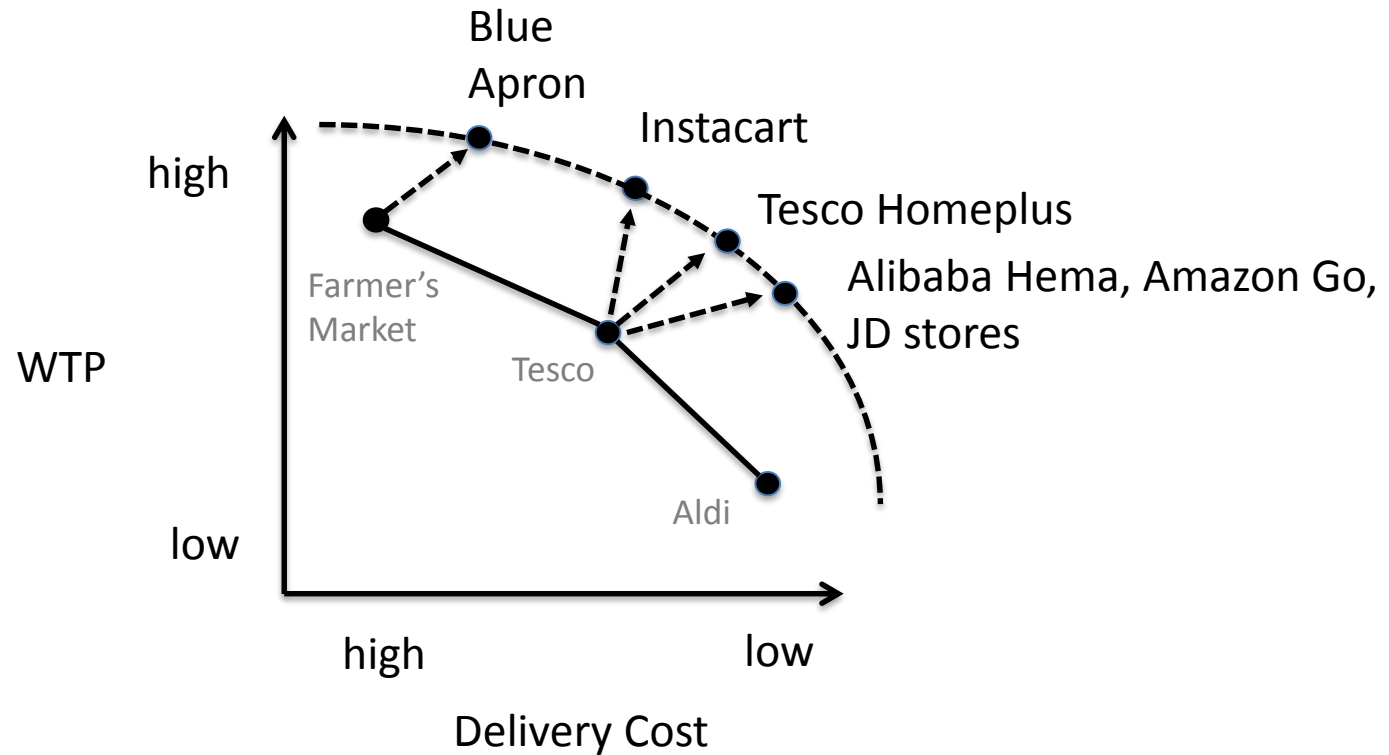 Blue
Apron
Instacart
high
Tesco Homeplus
Alibaba Hema, Amazon Go,
JD stores
Farmer’s
Market
WTP
Tesco
Aldi
low
high
low
Delivery Cost